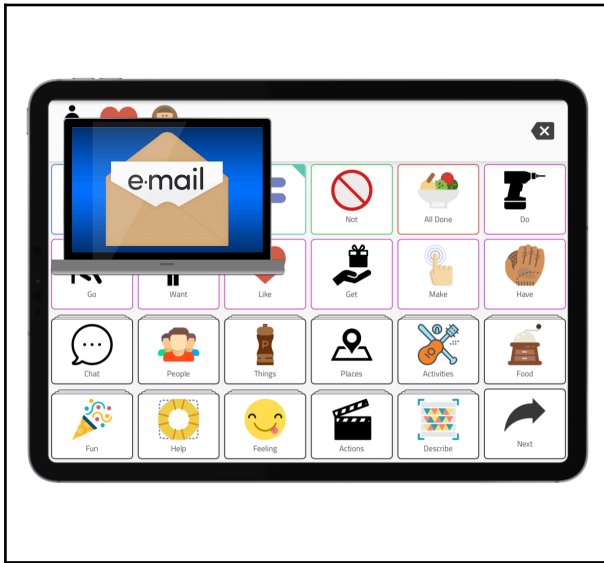 e·mail
Not
All Done
Do
Go
Want
Like
Get
Make
Have
Chat
People
Things
Places
Activities
Food
Fun
Help
Feeling
Actions
Describe
Next